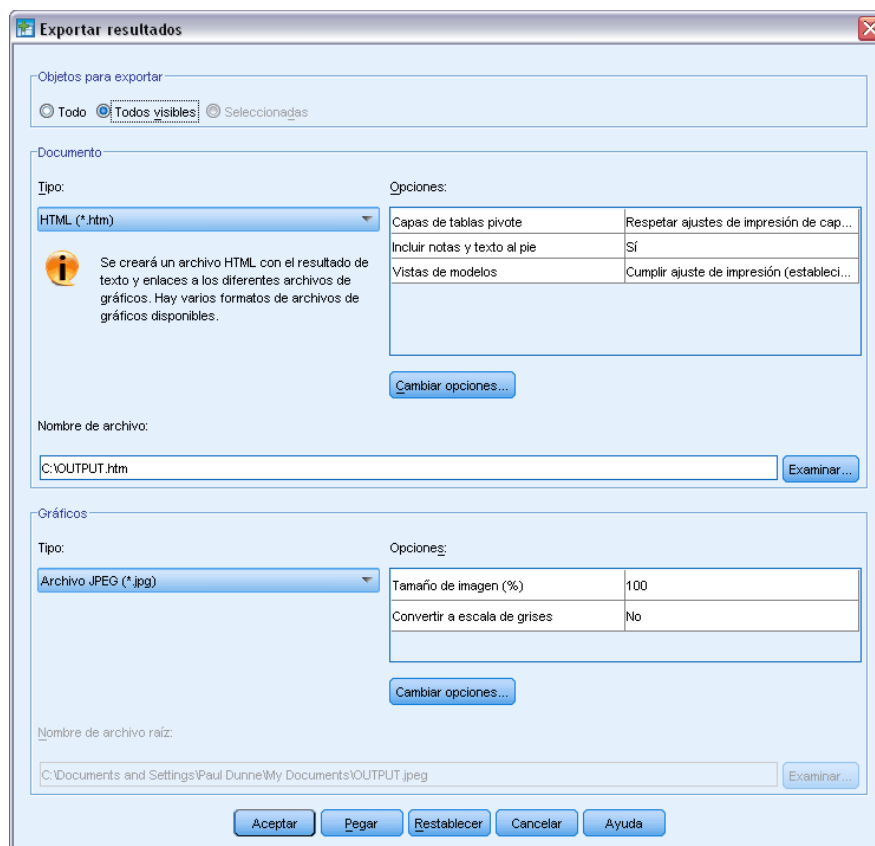 Exportar resultados
Objetos para exportar
Todo Todos visibles Seleccionadas
Documento
Tipo:
HTML (*.htm)
Se creará un archivo HTML con el resultado de
texto y enlaces a los diferentes archivos de
gráficos. Hay varios formatos de archivos de
gráficos disponibles.
Opciones:
Capas de tablas pivote Respetar ajustes de impresión de cap...
Incluir notas y texto al pie Sí
Vistas de modelos Cumplir ajuste de impresión (estableci...
Cambiar opciones...
Nombre de archivo:
C:\OUTPUT.htm Examinar...
Gráficos
Tipo:
Archivo JPEG (*.jpg)
Opciones:
Tamaño de imagen (%) 100
Convertir a escala de grises No
Cambiar opciones...
Nombre de archivo raíz:
C:\Documents and Settings\Paul Dunne\My Documents\OUTPUT.jpeg Examinar...
Aceptar Pegar Restablecer Cancelar Ayuda